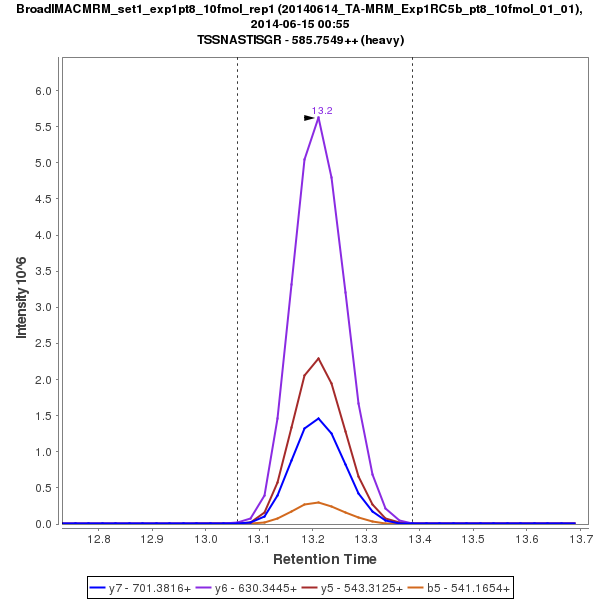 BroadIMACMRM_set1_exp1pt8_10fmol_rep1 (20140614_TA-MRM_Exp1RC5b_pt8_10fmol_01_01),
2014-06-15 00:55
TSSNASTISGR - 585.7549++ (heavy)
13.2
6.0
5.5
5.0
4.5
4.0
3.5
3.0
2.5
2.0
1.5
1.0
0.5
0.0
Intensity 10^6
12.8 12.9 13.0 13.1 13.2 13.3 13.4 13.5 13.6 13.7
Retention Time
y7 - 701.3816+ y6 - 630.3445+ y5 - 543.3125+ b5 - 541.1654+